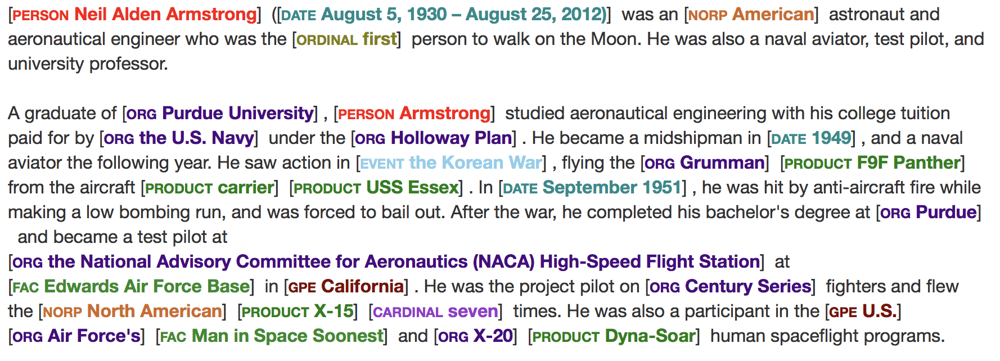 [PERSON Neil Alden Armstrong] ([DATE August 5, 1930 – August 25, 2012)] was an [NORP American] astronaut and
aeronautical engineer who was the [ORDINAL first] person to walk on the Moon. He was also a naval aviator, test pilot, and
university professor.
A graduate of [ORG Purdue University] , [PERSON Armstrong] studied aeronautical engineering with his college tuition
paid for by [ORG the U.S. Navy] under the [ORG Holloway Plan] . He became a midshipman in [DATE 1949] , and a naval
aviator the following year. He saw action in [EVENT the Korean War] , flying the [ORG Grumman] [PRODUCT F9F Panther]
from the aircraft [PRODUCT carrier] [PRODUCT USS Essex] . In [DATE September 1951] , he was hit by anti-aircraft fire while
making a low bombing run, and was forced to bail out. After the war, he completed his bachelor's degree at [ORG Purdue]
and became a test pilot at
[ORG the National Advisory Committee for Aeronautics (NACA) High-Speed Flight Station] at
[FAC Edwards Air Force Base] in [GPE California] . He was the project pilot on [ORG Century Series] fighters and flew
the [NORP North American] [PRODUCT X-15] [CARDINAL seven] times. He was also a participant in the [GPE U.S.]
[ORG Air Force's] [FAC Man in Space Soonest] and [ORG X-20] [PRODUCT Dyna-Soar] human spaceflight programs.